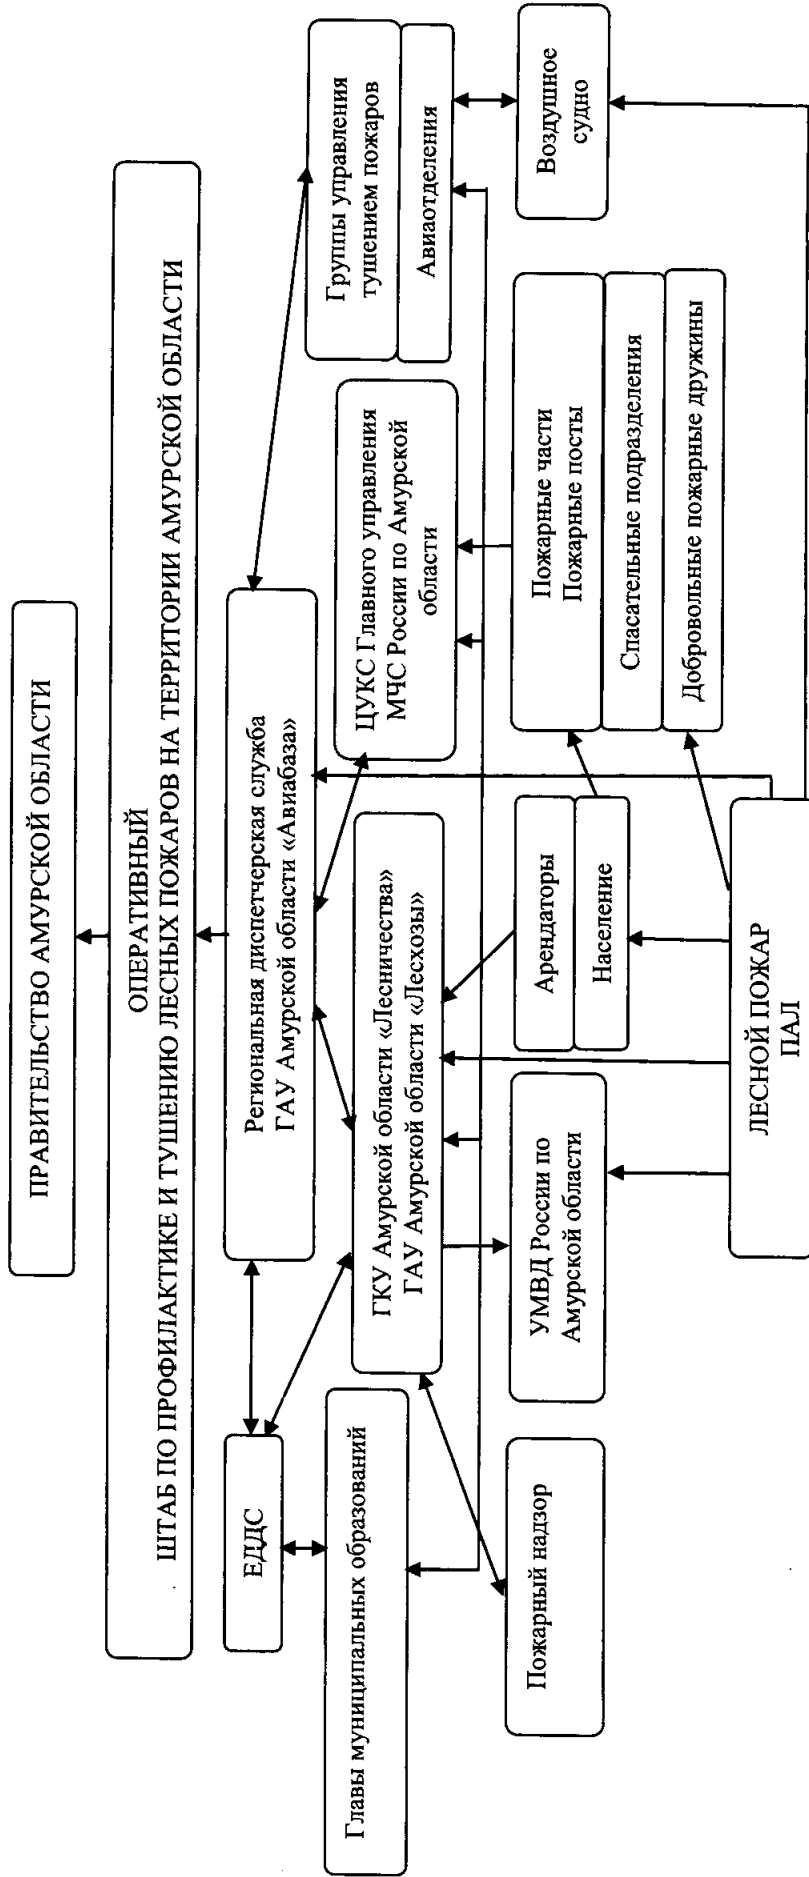 ПРАВИТЕЛЬСТВО АМУРСКОЙ ОБЛАСТИ
ОПЕРАТИВНЫЙ
ШТАБ ПО ПРОФИЛАКТИКЕ И ТУШЕНИЮ ЛЕСНЫХ ПОЖАРОВ НА ТЕРРИТОРИИ АМУРСКОЙ ОБЛАСТИ
ЕДДС
Региональная диспетчерская служба
ГАУ Амурской области «Авиабаза»
Группы управления
тушением пожаров
Авиаотделения
Главы муниципальных образований
ГКУ Амурской области «Лесничества»
ГАУ Амурской области «Лесхозы»
ЦУКС Главного управления
МЧС России по Амурской
области
Пожарный надзор
УМВД России по
Амурской области
Арендаторы
Население
Пожарные части
Пожарные посты
Спасательные подразделения
Добровольные пожарные дружины
Воздушное
судно
ЛЕСНОЙ ПОЖАР
ПАЛ